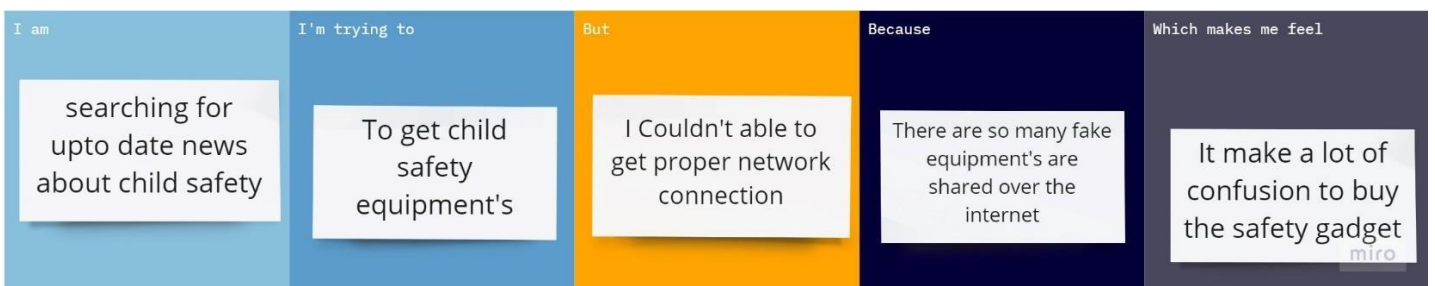 I am
searching for
upto date news
about child safety
I'm trying to
To get child
safety
equipment's
But
I Couldn't able to
get proper network
connection
Because
There are so many fake
equipment's are
shared over the
internet
Which makes me feel
It make a lot of
confusion to buy
the safety gadget
miro